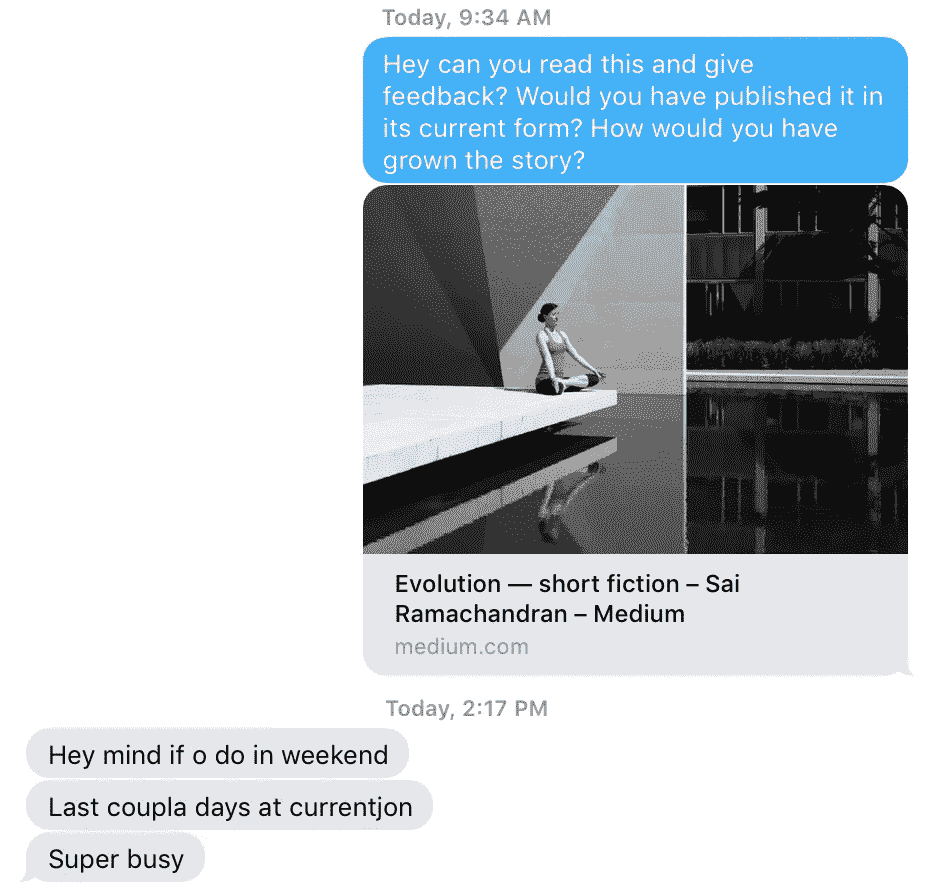 Today, 9:34 AM
Hey can you read this and give
feedback? Would you have published it in
its current form? How would you have
grown the story?
Evolution — short fiction – Sai
Ramachandran – Medium
medium.com
Today, 2:17 PM
Hey mind if o do in weekend
Last coupla days at currentjon
Super busy